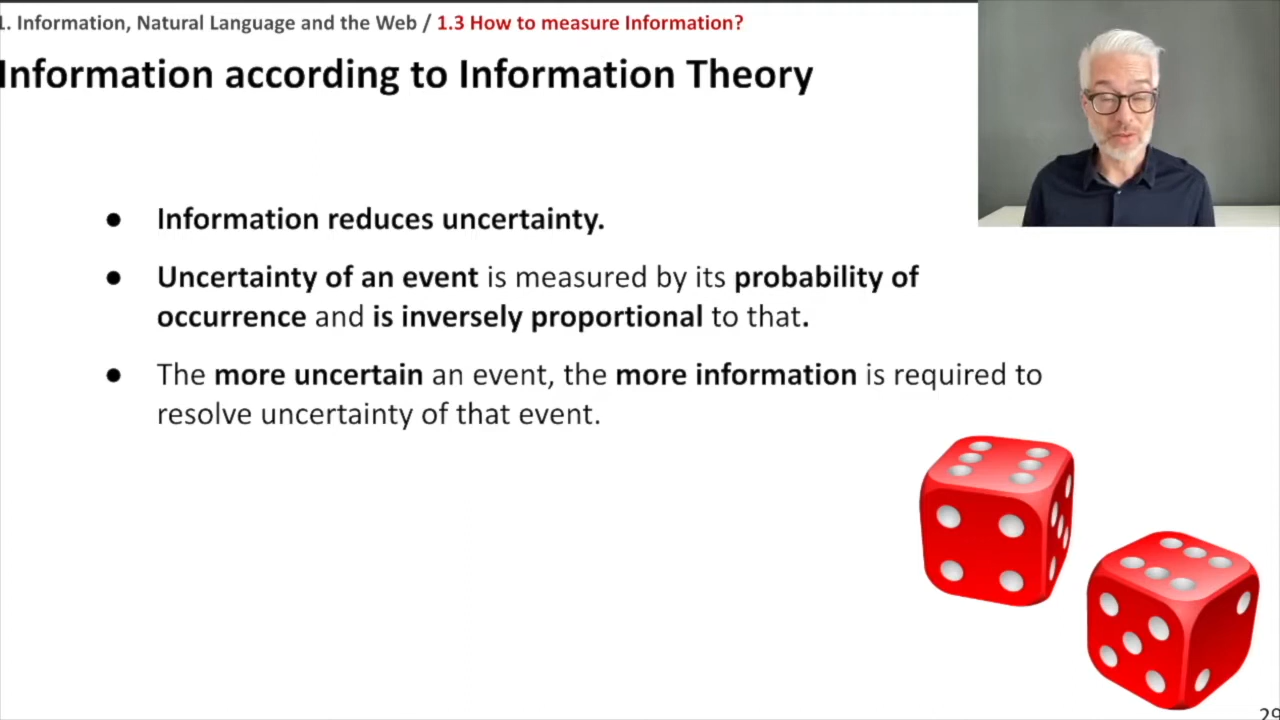 1. Information, Natural Language and the Web / 1.3 How to measure Information?
Information according to Information Theory
● Information reduces uncertainty.
● Uncertainty of an event is measured by its probability of
occurrence and is inversely proportional to that.
● The more uncertain an event, the more information is required to
resolve uncertainty of that event.
29